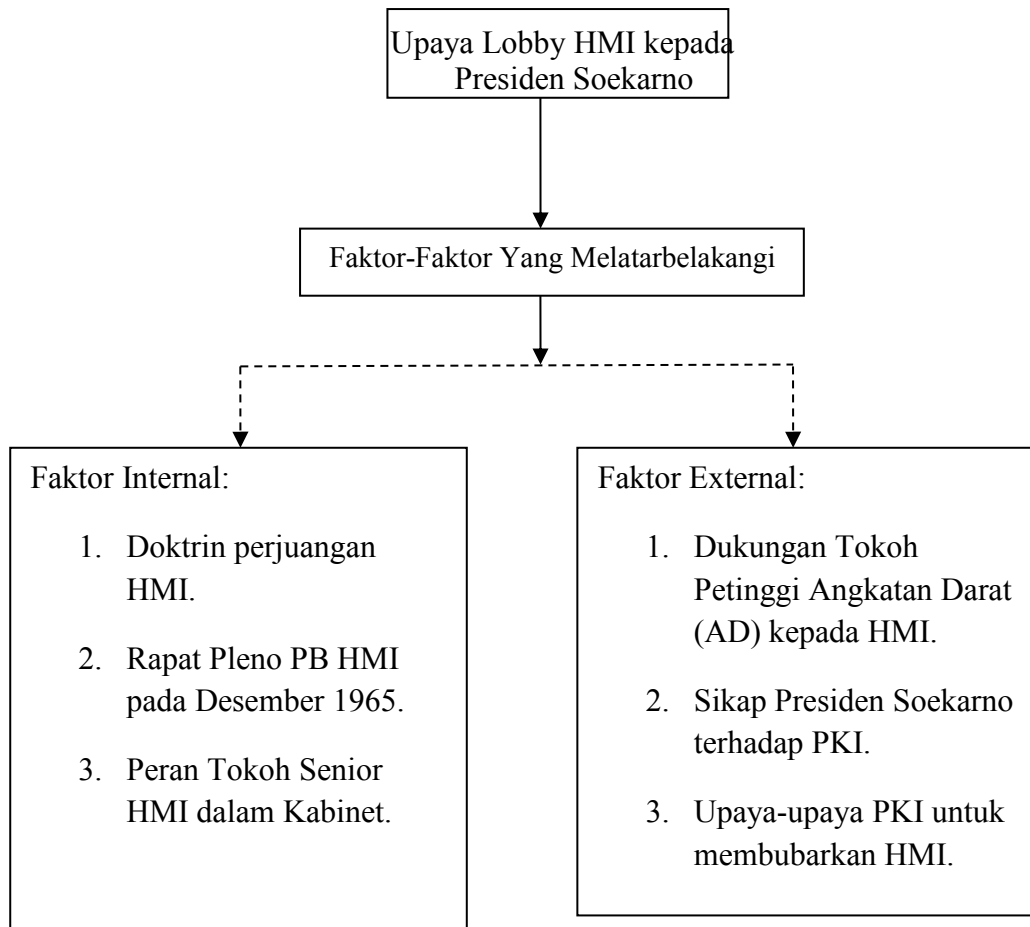 Upaya Lobby HMI kepada
Presiden Soekarno
Faktor-Faktor Yang Melatarbelakangi
Faktor Internal:
1. Doktrin perjuangan
HMI.
2. Rapat Pleno PB HMI
pada Desember 1965.
3. Peran Tokoh Senior
HMI dalam Kabinet.
Faktor External:
1. Dukungan Tokoh
Petinggi Angkatan Darat
(AD) kepada HMI.
2. Sikap Presiden Soekarno
terhadap PKI.
3. Upaya-upaya PKI untuk
membubarkan HMI.